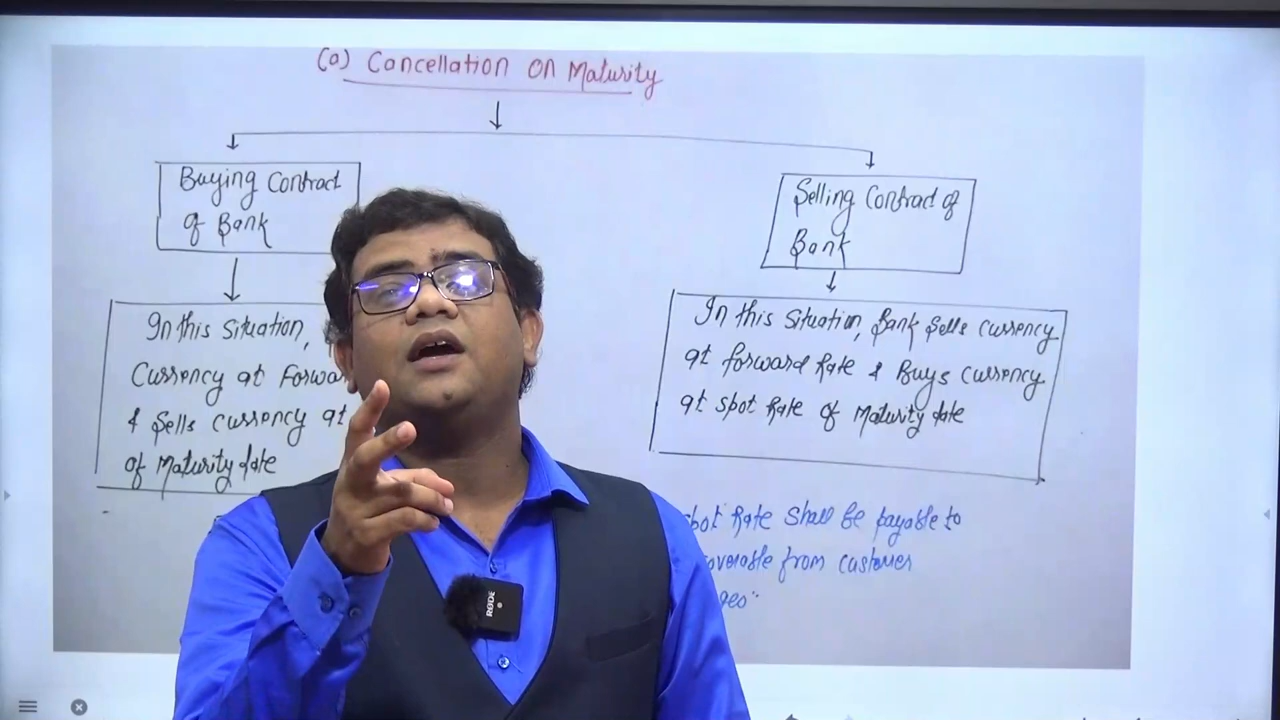 (a) Cancellation on Maturity
Buying Contract
of Bank
In this Situation,
Currency at Forwa
& Sells currency at
of Maturity date
Selling Contract of
Bank
In this Situation, Bank Sells currency
at forward Rate & Buys currency
at spot Rate of Maturity date
pot Rate Shall be payable to
overable from customer
ges"
RODE